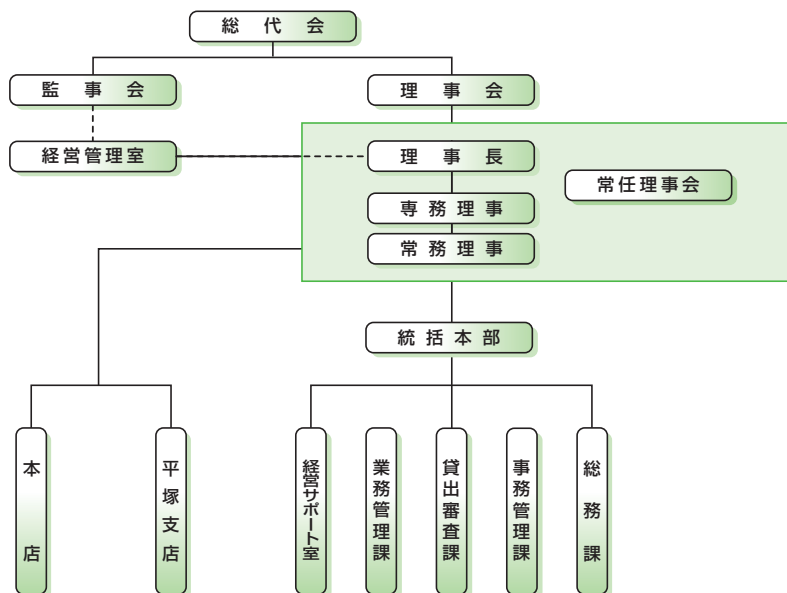 総代会
監事会
理事会
経営管理室
理事長
常任理事会
専務理事
常務理事
統括本部
本店
平塚支店
経営サポート室
業務管理課
貸出審査課
事務管理課
総務課